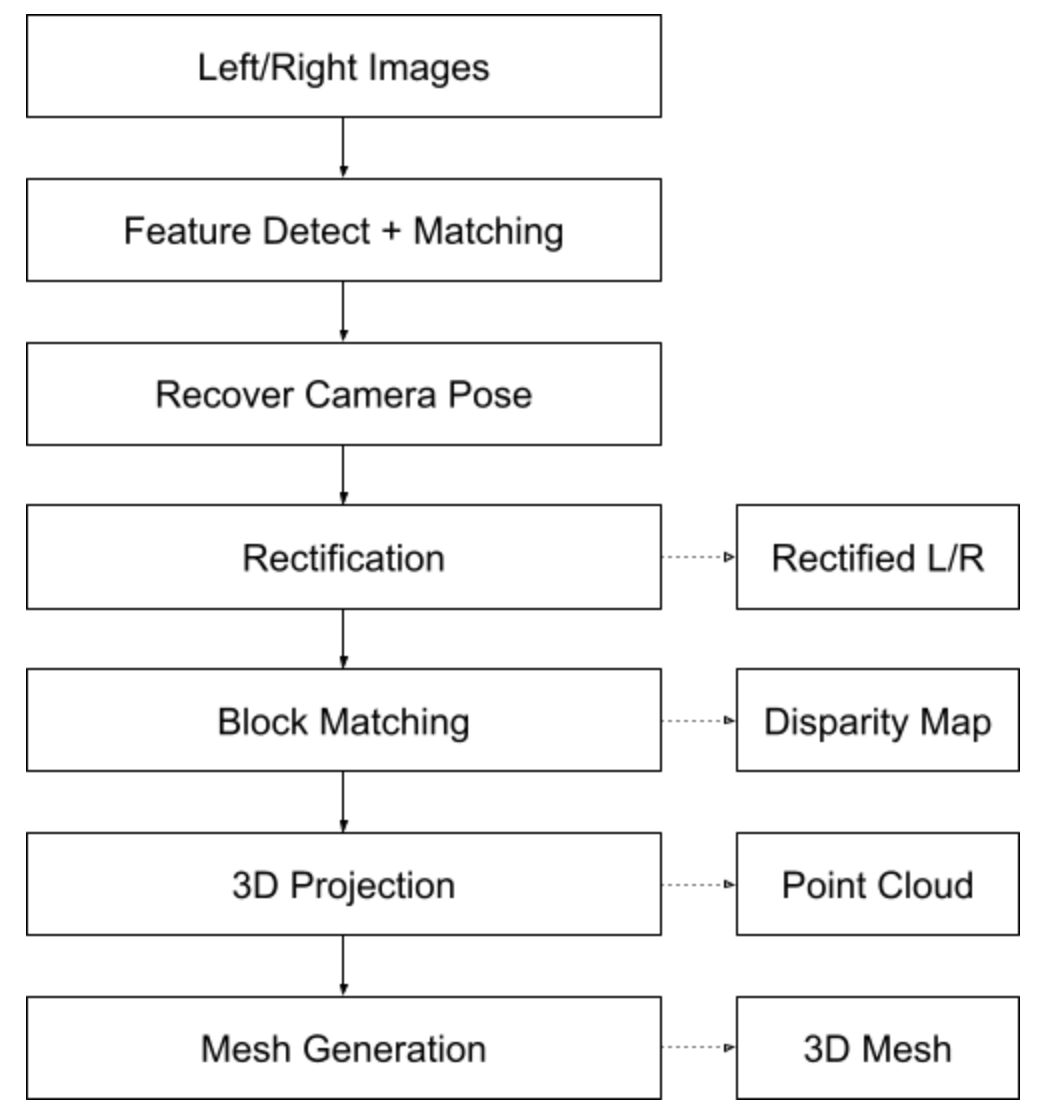 Left/Right Images
Feature Detect + Matching
Recover Camera Pose
Rectification
Rectified L/R
Block Matching
Disparity Map
3D Projection
Point Cloud
Mesh Generation
3D Mesh